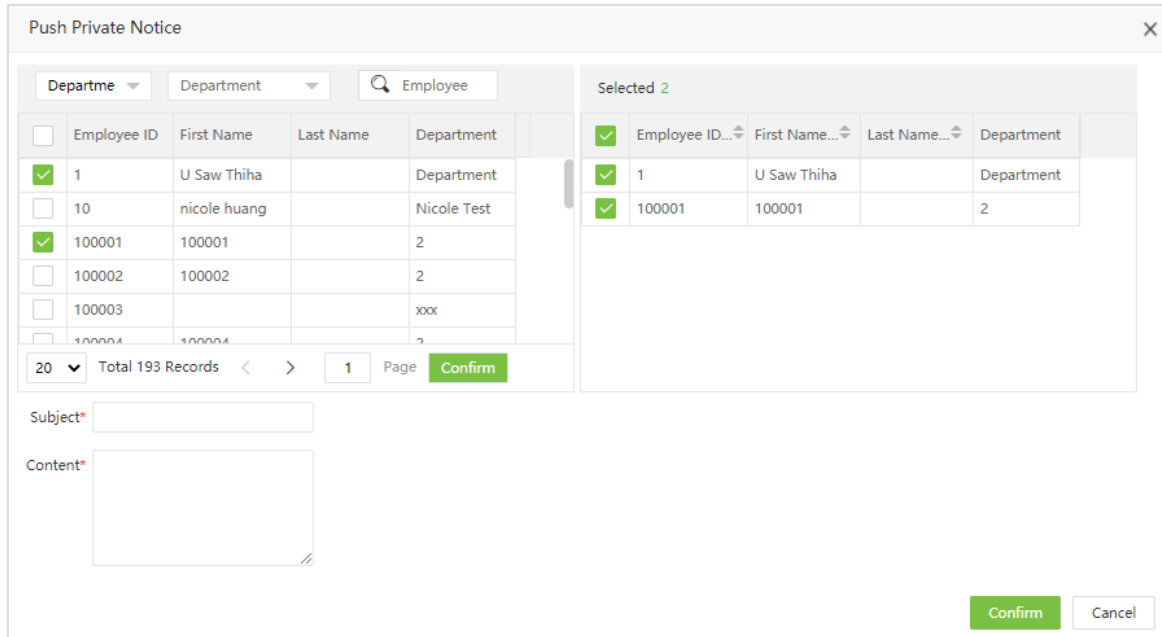 Push Private Notice
Departme Department Employee
Employee ID First Name Last Name Department
1 U Saw Thiha Department
10 nicole huang Nicole Test
100001 100001 2
100002 100002 2
100003 xxx
100004 100004 2
20 Total 193 Records < > 1 Page Confirm
Selected 2
Employee ID... First Name... Last Name... Department
1 U Saw Thiha Department
100001 100001 2
Subject*
Content*
Confirm Cancel